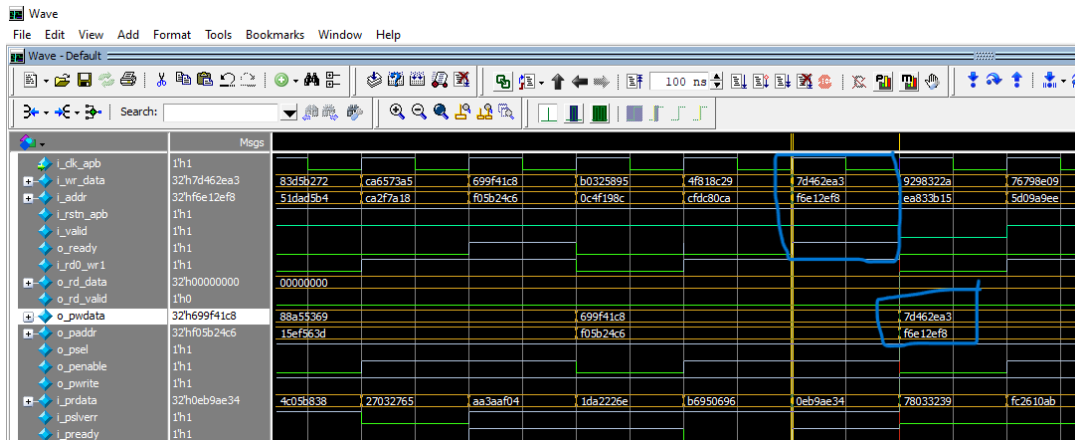 Wave
File Edit View Add Format Tools Bookmarks Window Help
Wave - Default
100 ns
Search:
Msgs
i_clk_apb 1'h1
i_wr_data 32'h7d462ea3 83d5b272 ca6573a5 699f41c8 b0325895 4f818c29 7d462ea3 9298322a 76798e09
i_addr 32'hf6e12ef8 51dad5b4 ca2f7a18 f05b24c6 0c4f198c cfdc80ca f6e12ef8 ea833b15 5d09a9ee
i_rstn_apb 1'h1
i_valid 1'h1
o_ready 1'h1
i_rd0_wr1 1'h1
o_rd_data 32'h00000000 00000000
o_rd_valid 1'h0
o_pwdata 32'h699f41c8 88a55369 699f41c8 7d462ea3
o_paddr 32'hf05b24c6 15ef563d f05b24c6 f6e12ef8
o_psel 1'h1
o_penable 1'h1
o_pwrite 1'h1
i_prdata 32'h0eb9ae34 4c05b838 27032765 aa3aaf04 1da2226e b6950696 0eb9ae34 78033239 fc2610ab
i_pslverr 1'h1
i_pready 1'h1